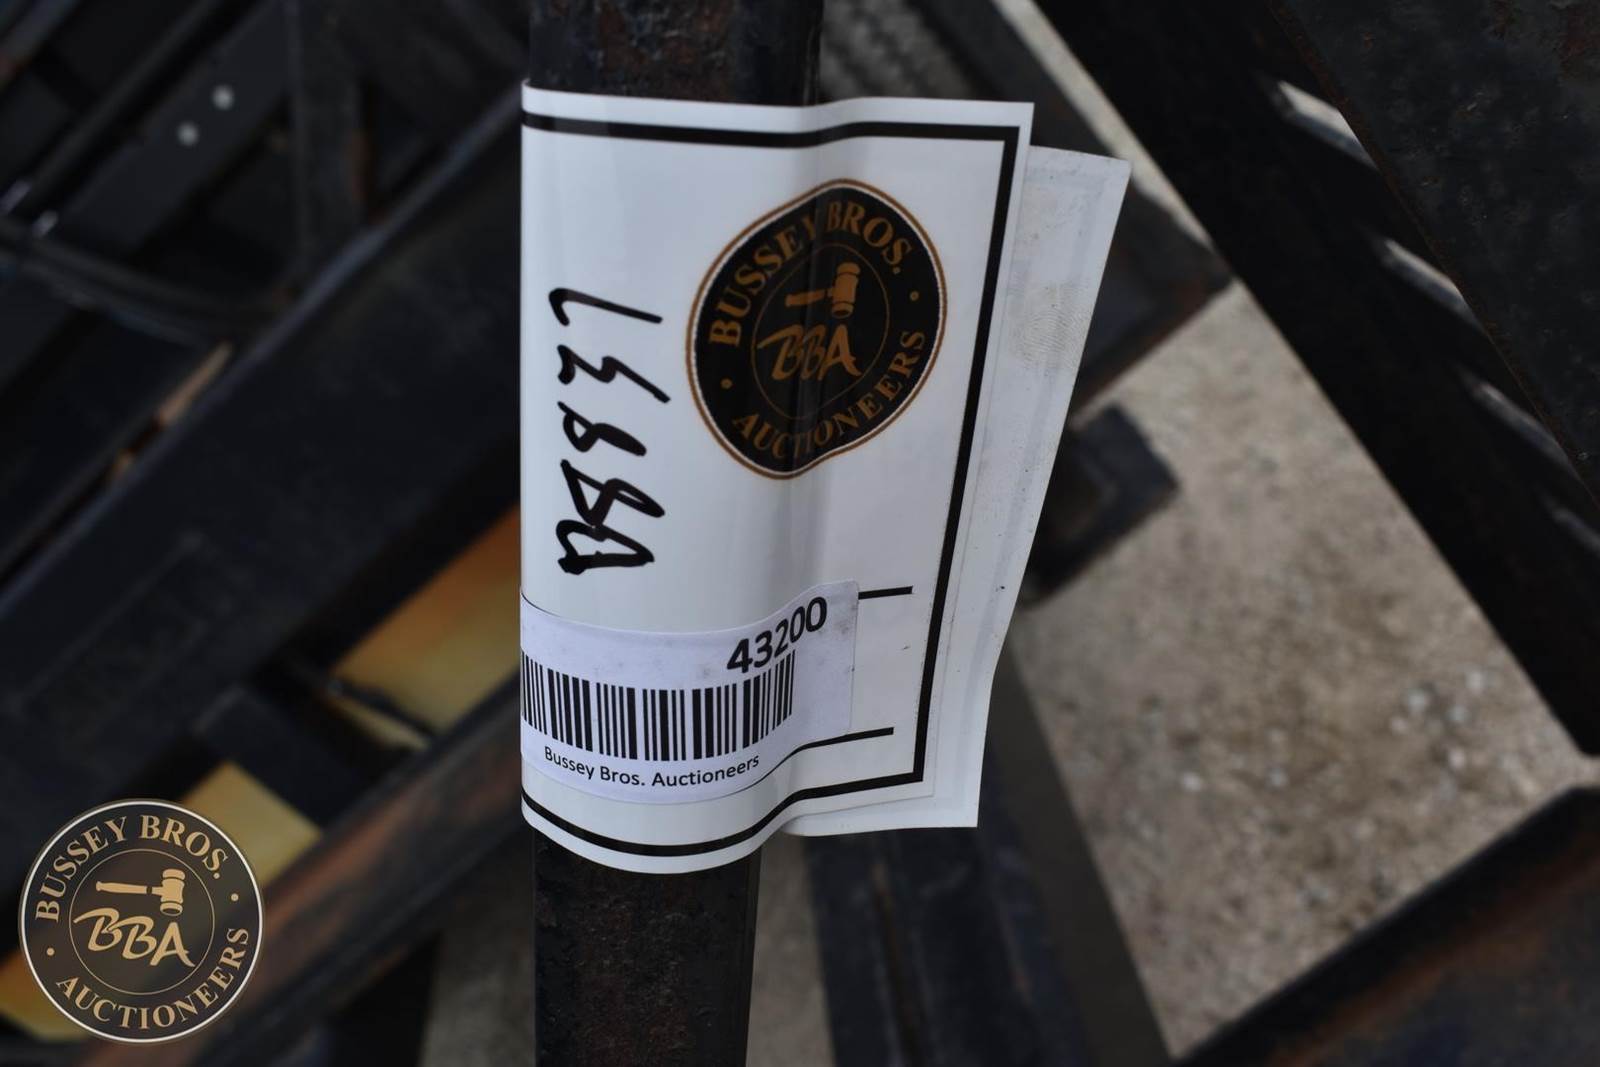 BUSSEY BROS.
BBA
AUCTIONEERS
43200
Bussey Bros. Auctioneers
BUSSEY BROS.
BBA
AUCTIONEERS